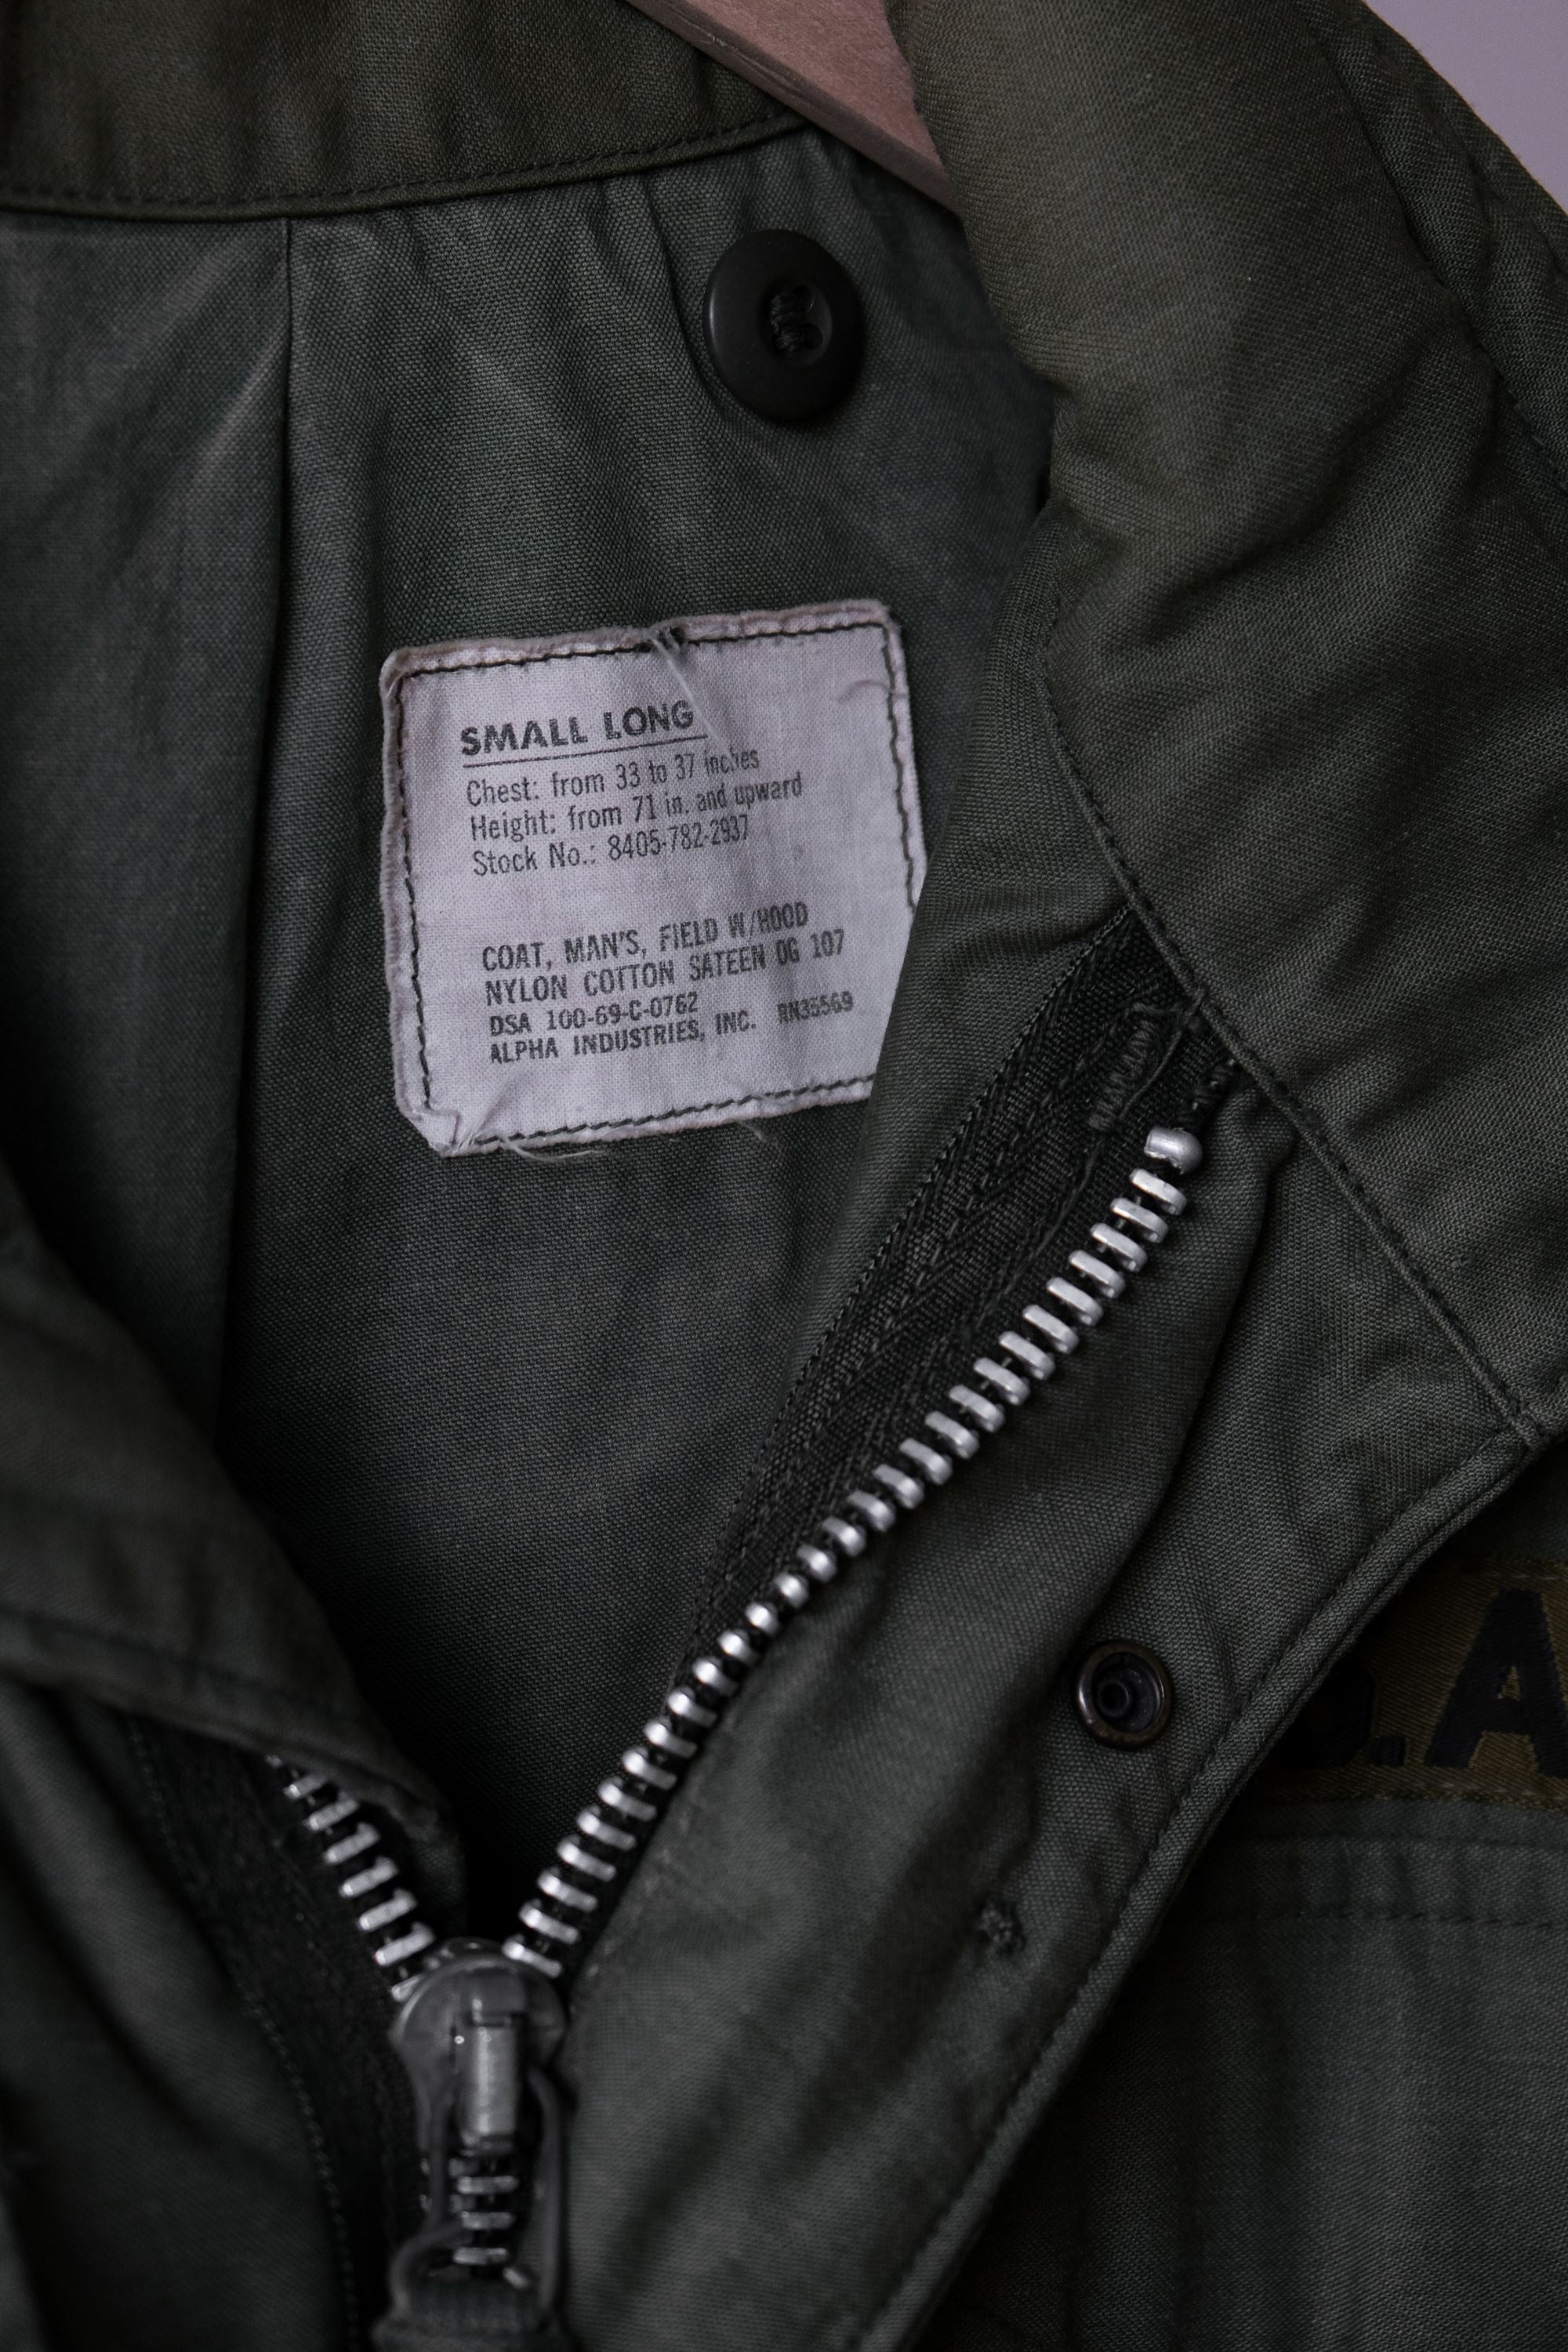 SMALL LONG
Chest: from 33 to 37 inches
Height: from 71 in. and upward
Stock No.: 8405-782-2937
COAT, MAN'S, FIELD W/HOOD
NYLON COTTON SATEEN OG 107
DSA 100-69-C-0762
ALPHA INDUSTRIES, INC. RN35569
.A